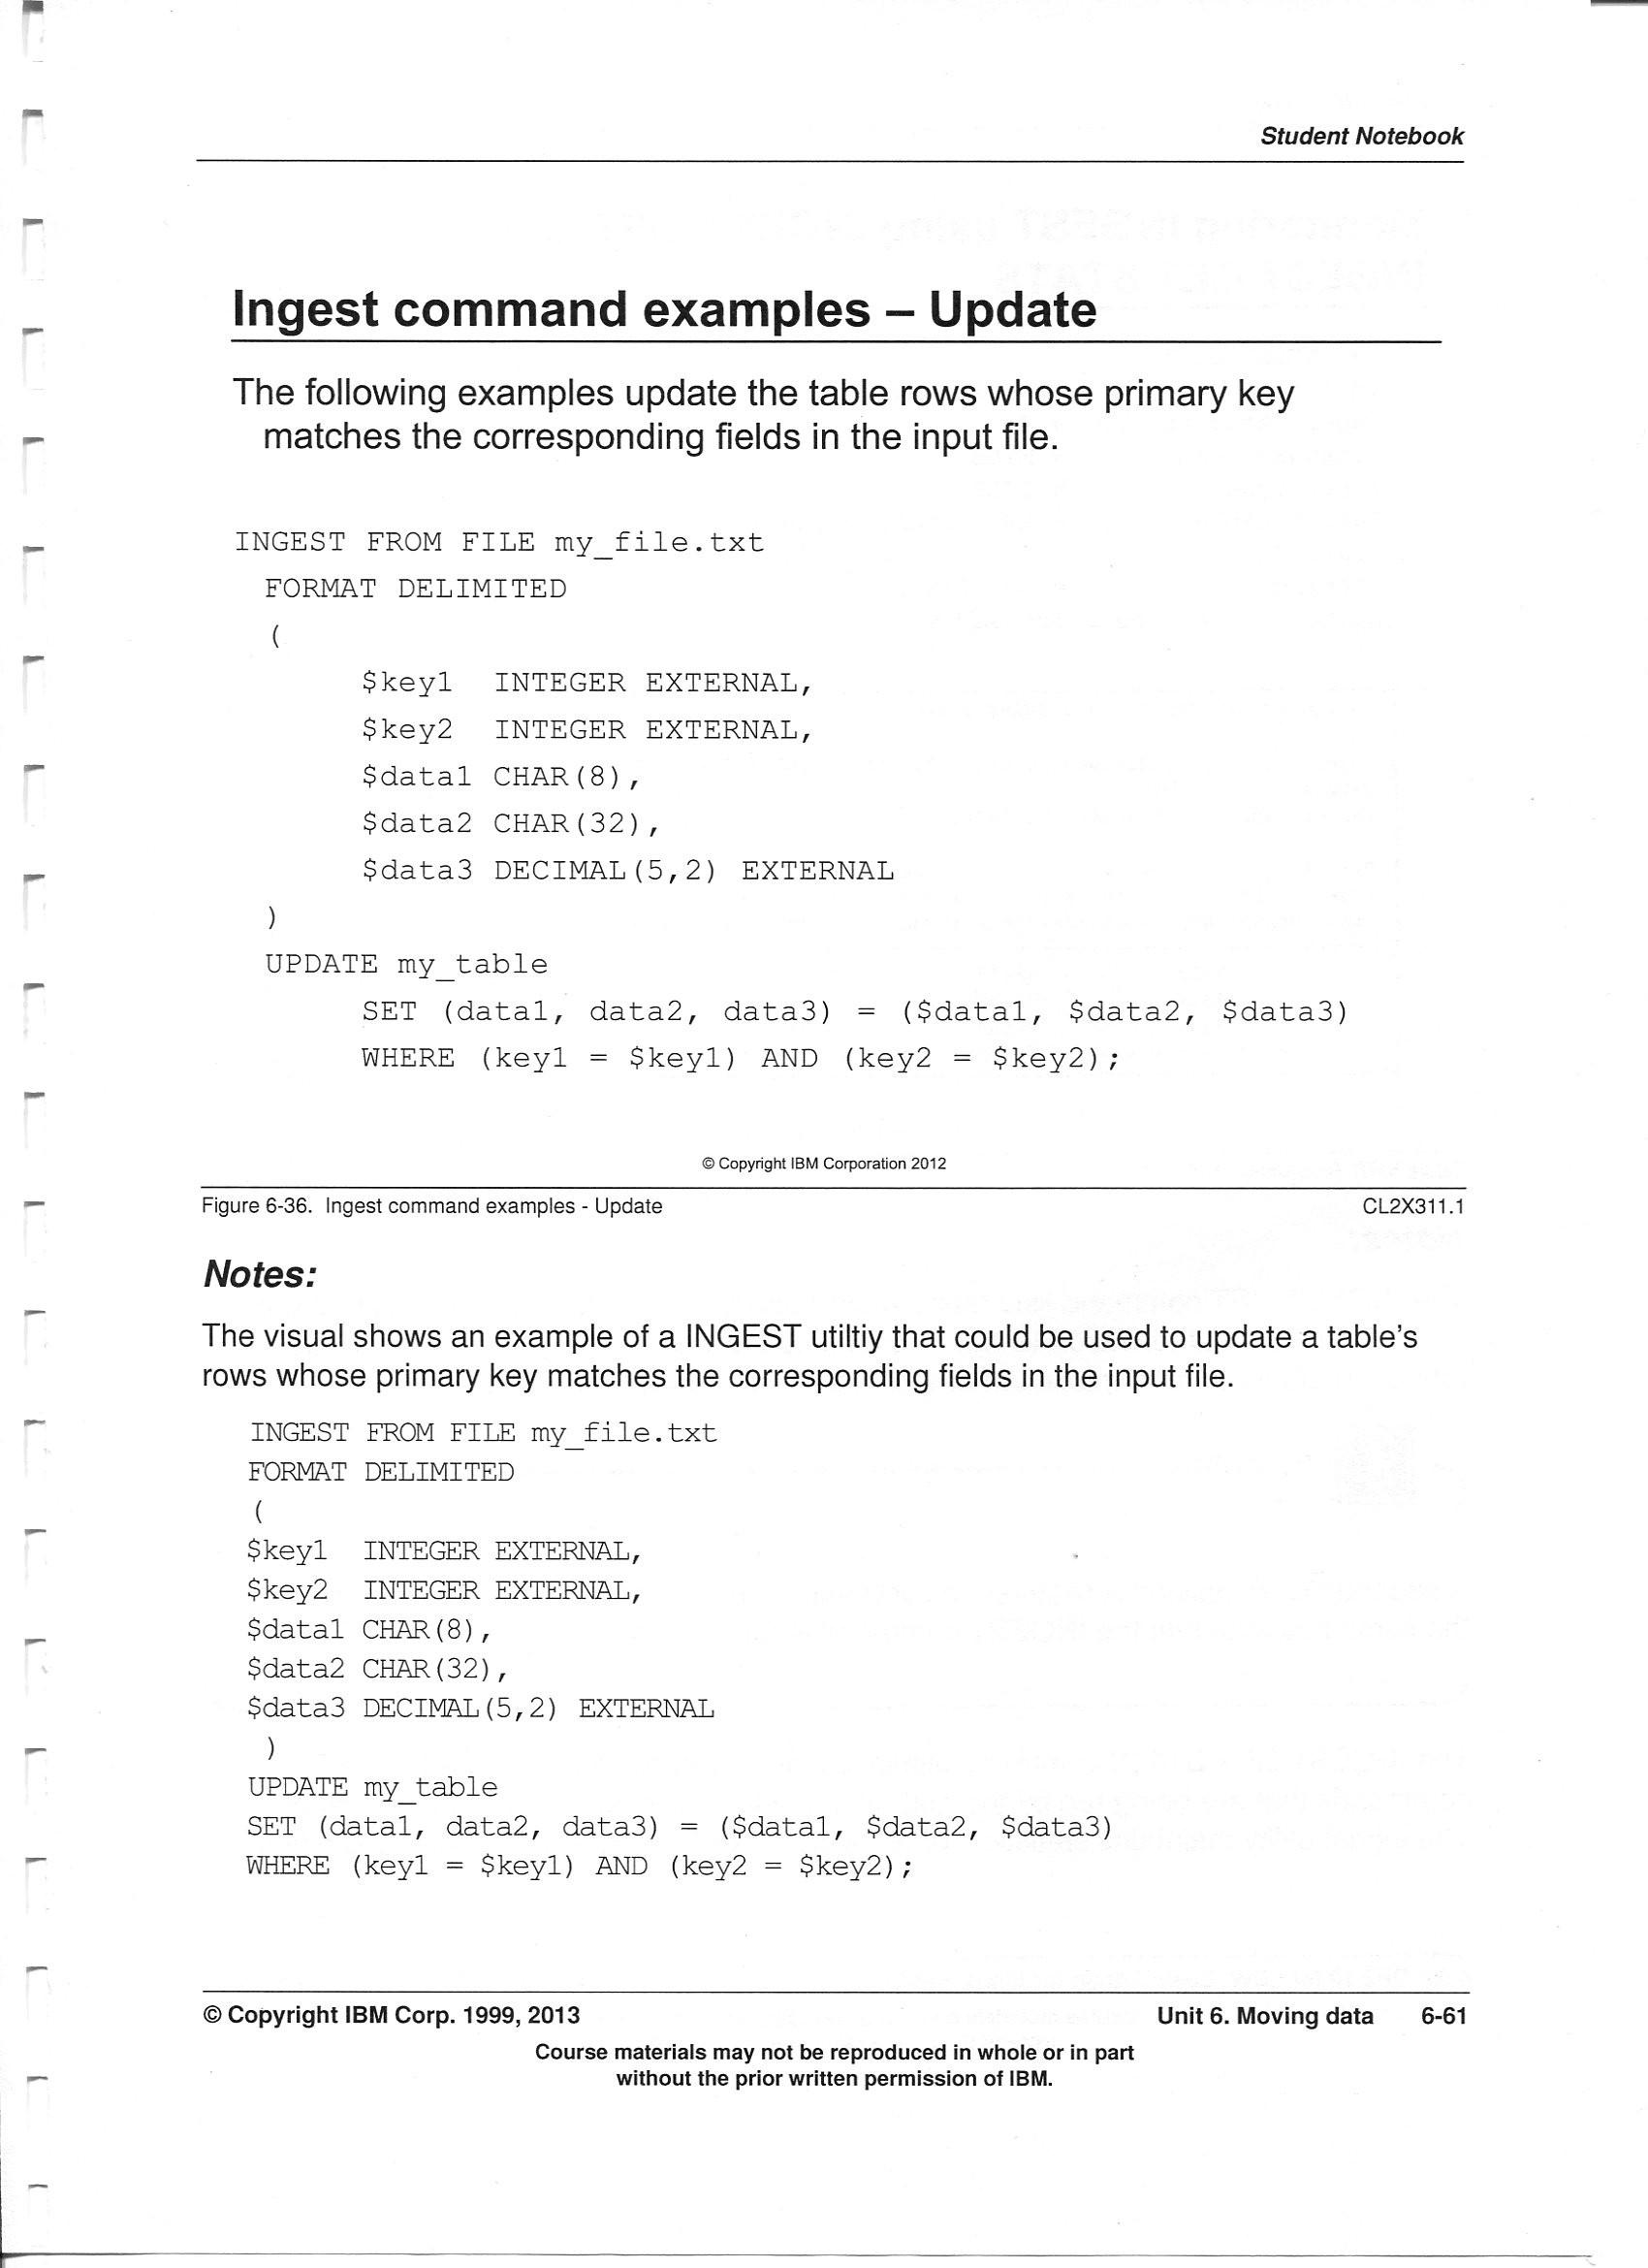 Student Notebook
Ingest command examples – Update
The following examples update the table rows whose primary key
matches the corresponding fields in the input file.
INGEST FROM FILE my_file.txt
FORMAT DELIMITED
(
$key1 INTEGER EXTERNAL,
$key2 INTEGER EXTERNAL,
$data1 CHAR(8),
$data2 CHAR(32),
$data3 DECIMAL(5,2) EXTERNAL
)
UPDATE my_table
SET (data1, data2, data3) = ($data1, $data2, $data3)
WHERE (key1 = $key1) AND (key2 = $key2);
© Copyright IBM Corporation 2012
Figure 6-36. Ingest command examples - Update CL2X311.1
Notes:
The visual shows an example of a INGEST utiltiy that could be used to update a table's
rows whose primary key matches the corresponding fields in the input file.
INGEST FROM FILE my_file.txt
FORMAT DELIMITED
(
$key1 INTEGER EXTERNAL,
$key2 INTEGER EXTERNAL,
$data1 CHAR(8),
$data2 CHAR(32),
$data3 DECIMAL(5,2) EXTERNAL
)
UPDATE my_table
SET (data1, data2, data3) = ($data1, $data2, $data3)
WHERE (key1 = $key1) AND (key2 = $key2);
© Copyright IBM Corp. 1999, 2013 Unit 6. Moving data 6-61
Course materials may not be reproduced in whole or in part
without the prior written permission of IBM.